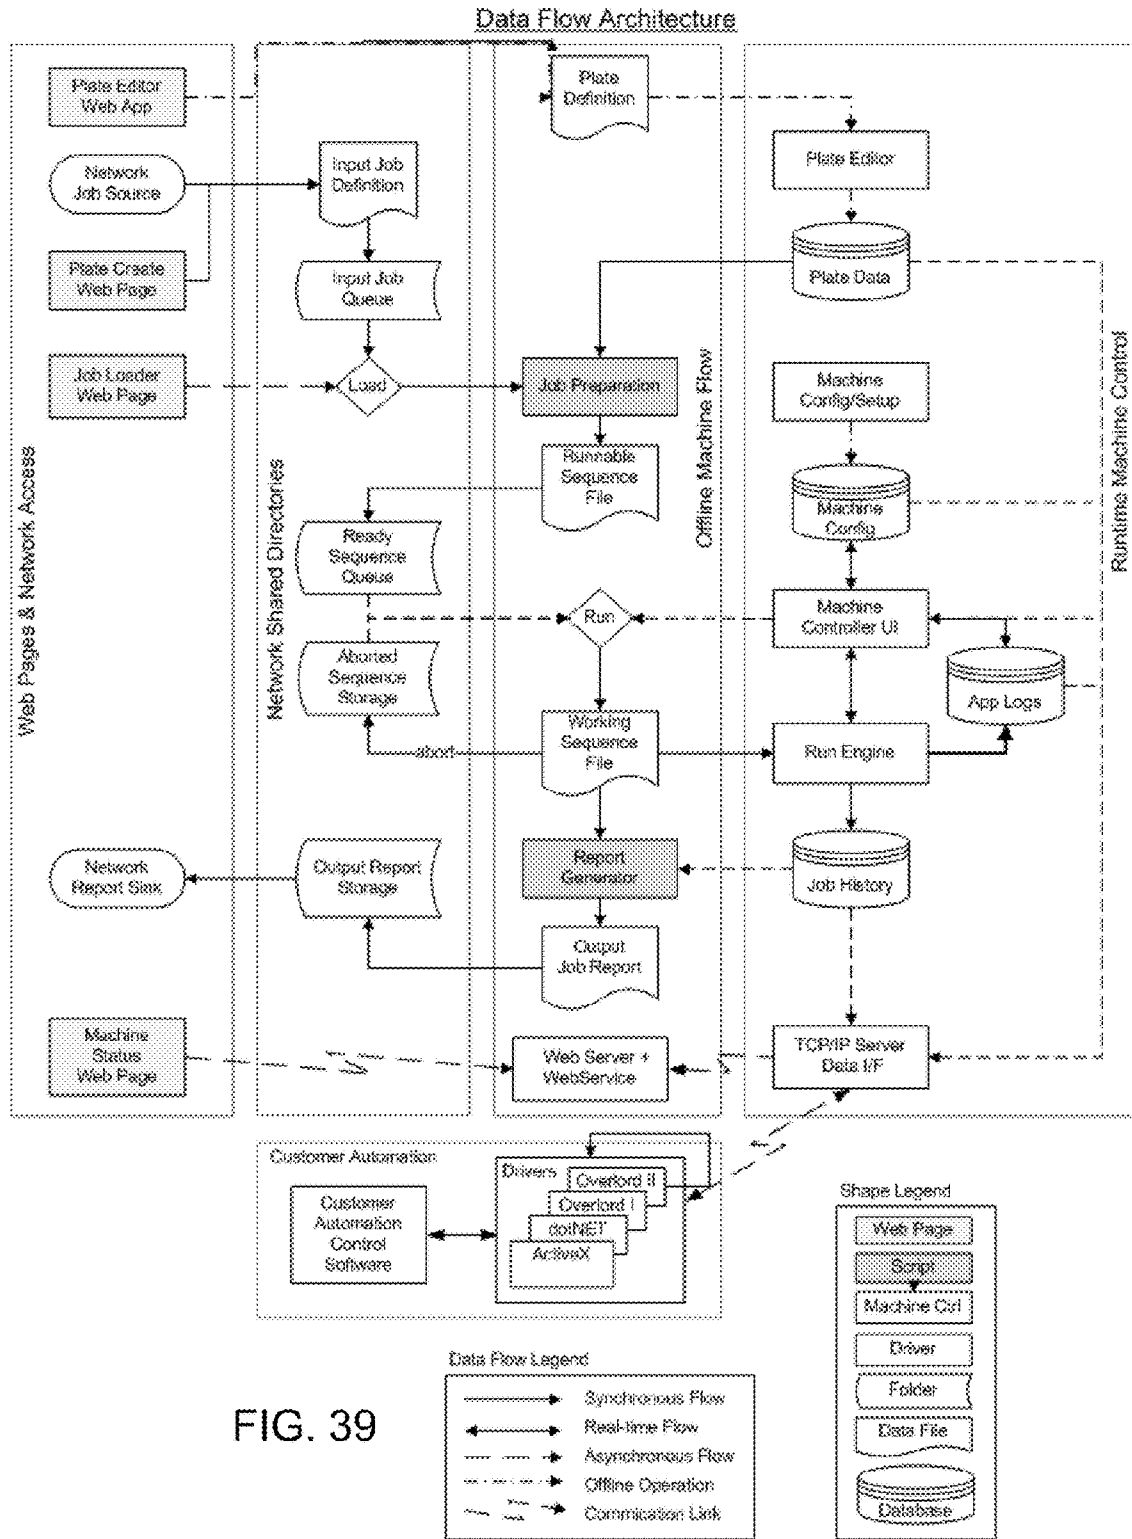 Data Flow Architecture
Plate Editor
Web App
Plate
Definition
Network
Job Source
Input Job
Definition
Plate Editor
Plate Create
Web Page
Input Job
Queue
Plate Data
Job Loader
Web Page
Load
Job Preparation
Machine
Config/Setup
Runnable
Sequence
File
Machine
Config
Ready
Sequence
Queue
Run
Machine
Controller UI
Aborted
Sequence
Storage
App Logs
abort
Working
Sequence
File
Run Engine
Network
Report Sink
Output Report
Storage
Report
Generator
Job History
Output
Job Report
Machine
Status
Web Page
Web Server +
WebService
TCP/IP Server
Data I/F
Web Pages & Network Access
Network Shared Directories
Offline Machine Flow
Runtime Machine Control
Customer Automation
Customer
Automation
Control
Software
Drivers
Overlord II
Overlord I
dotNET
ActiveX
Shape Legend
Web Page
Script
Machine Ctrl
Driver
Folder
Data File
Database
Data Flow Legend
Synchronous Flow
Real-time Flow
Asynchronous Flow
Offline Operation
Commication Link
FIG. 39